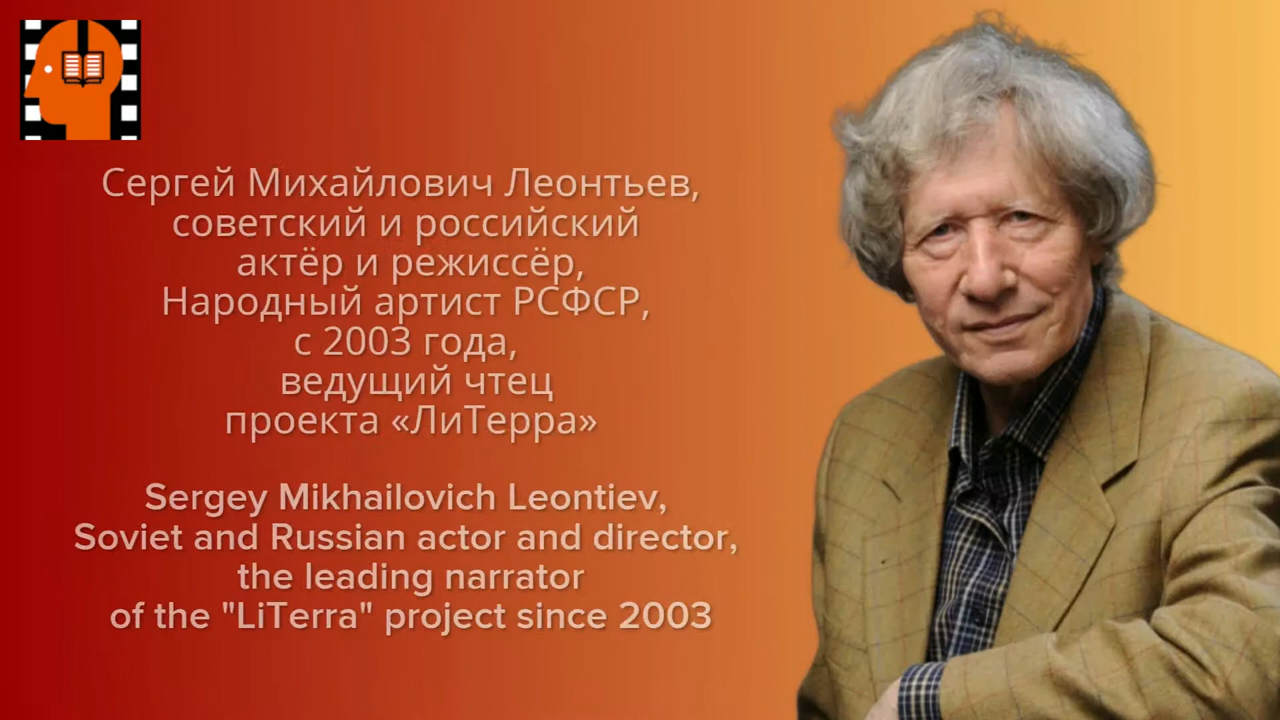 Сергей Михайлович Леонтьев,
советский и российский
актёр и режиссёр,
Народный артист РСФСР,
с 2003 года,
ведущий чтец
проекта «ЛиТерра»
Sergey Mikhailovich Leontiev,
Soviet and Russian actor and director,
the leading narrator
of the "LiTerra" project since 2003